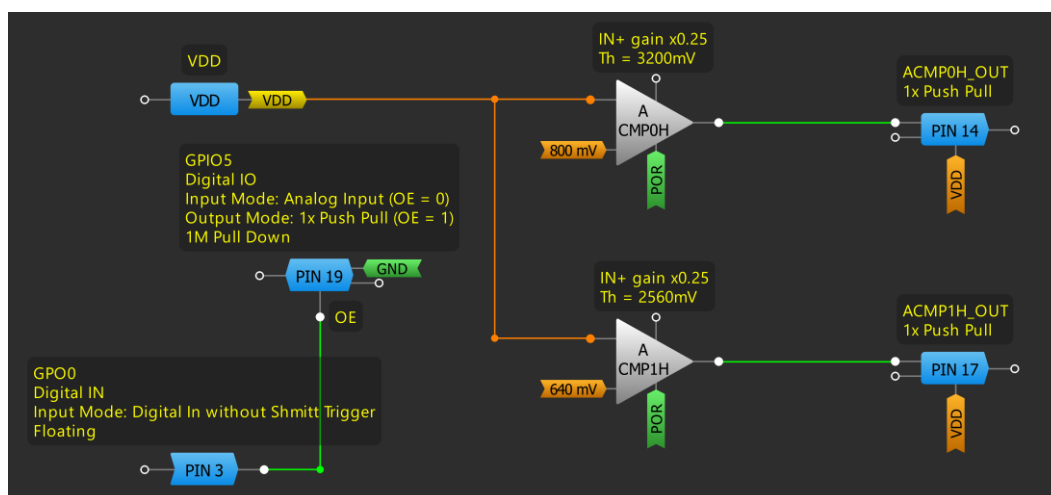 VDD
VDD
VDD
GPIO5
Digital IO
Input Mode: Analog Input (OE = 0)
Output Mode: 1x Push Pull (OE = 1)
1M Pull Down
PIN 19
GND
OE
GPO0
Digital IN
Input Mode: Digital In without Shmitt Trigger
Floating
PIN 3
IN+ gain x0.25
Th = 3200mV
A
CMP0H
800 mV
POR
ACMP0H_OUT
1x Push Pull
PIN 14
VDD
IN+ gain x0.25
Th = 2560mV
A
CMP1H
640 mV
POR
ACMP1H_OUT
1x Push Pull
PIN 17
VDD